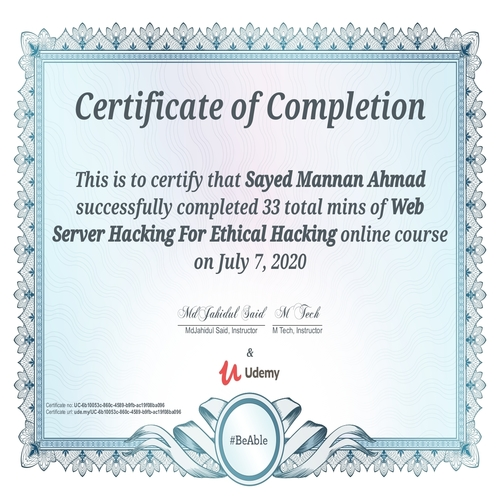 Certificate of Completion
This is to certify that Sayed Mannan Ahmad
successfully completed 33 total mins of Web
Server Hacking For Ethical Hacking online course
on July 7, 2020
MdJahidul Said M Tech
MdJahidul Said, Instructor M Tech, Instructor
&
Udemy
Certificate no: UC-6b10053c-860c-4589-b9fb-ac19f08ba096
Certificate url: ude.my/UC-6b10053c-860c-4589-b9fb-ac19f08ba096
#BeAble